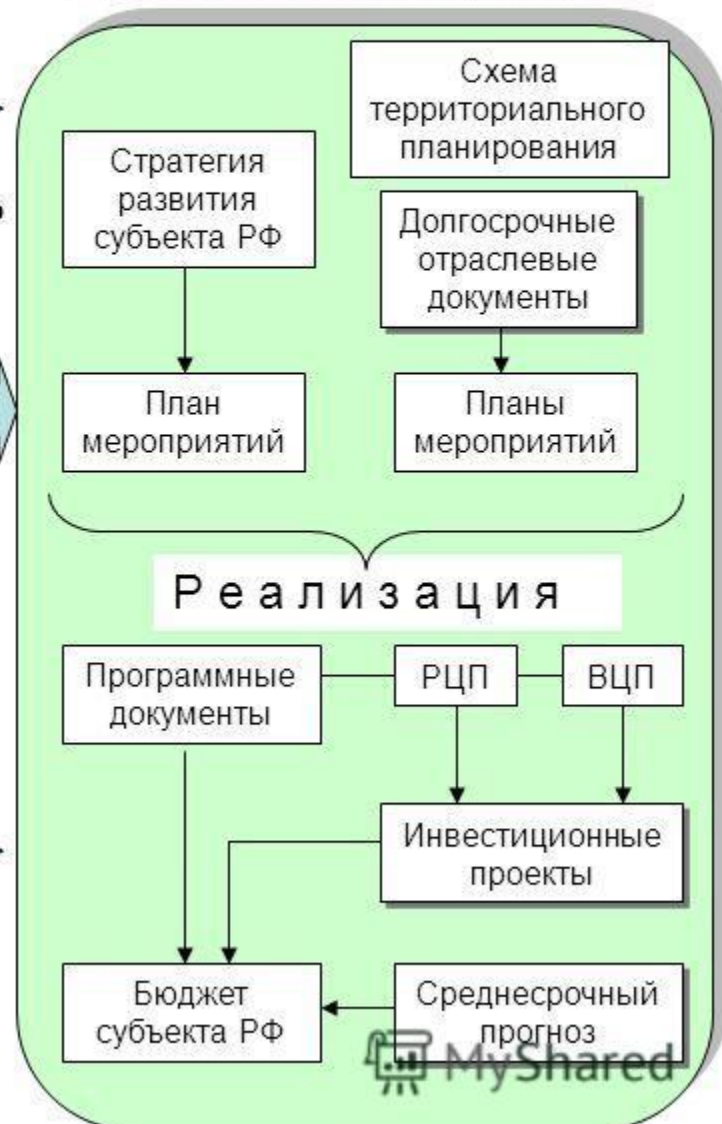 Схема
территориального
планирования
Стратегия
развития
субъекта РФ
Долгосрочные
отраслевые
документы
План
мероприятий
Планы
мероприятий
Реализация
Программные
документы
РЦП
ВЦП
Инвестиционные
проекты
Бюджет
субъекта РФ
Среднесрочный
прогноз
MyShared